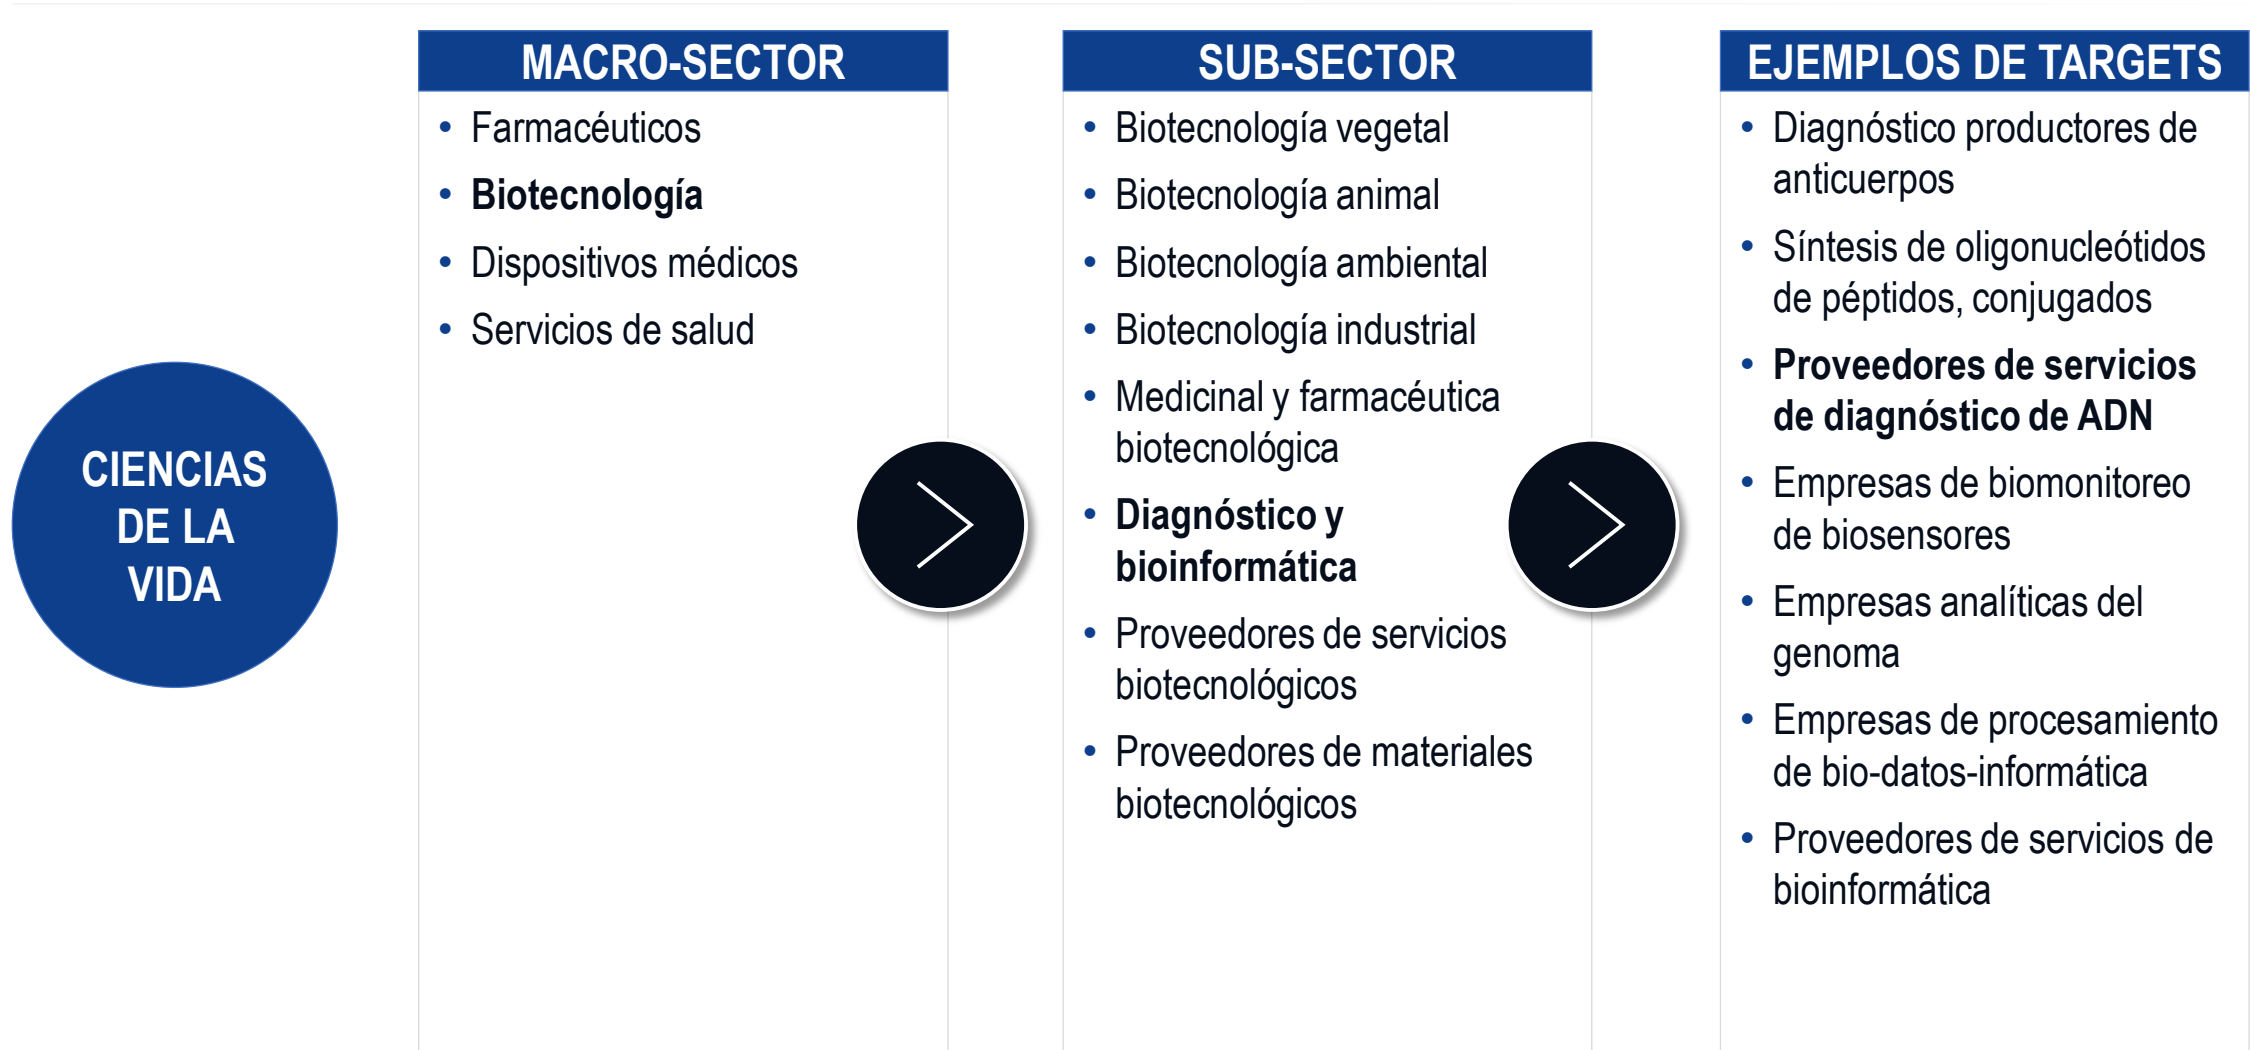 CIENCIAS
DE LA
VIDA
MACRO-SECTOR
• Farmacéuticos
• Biotecnología
• Dispositivos médicos
• Servicios de salud
SUB-SECTOR
• Biotecnología vegetal
• Biotecnología animal
• Biotecnología ambiental
• Biotecnología industrial
• Medicinal y farmacéutica
biotecnológica
• Diagnóstico y
bioinformática
• Proveedores de servicios
biotecnológicos
• Proveedores de materiales
biotecnológicos
EJEMPLOS DE TARGETS
• Diagnóstico productores de
anticuerpos
• Síntesis de oligonucleótidos
de péptidos, conjugados
• Proveedores de servicios
de diagnóstico de ADN
• Empresas de biomonitoreo
de biosensores
• Empresas analíticas del
genoma
• Empresas de procesamiento
de bio-datos-informática
• Proveedores de servicios de
bioinformática